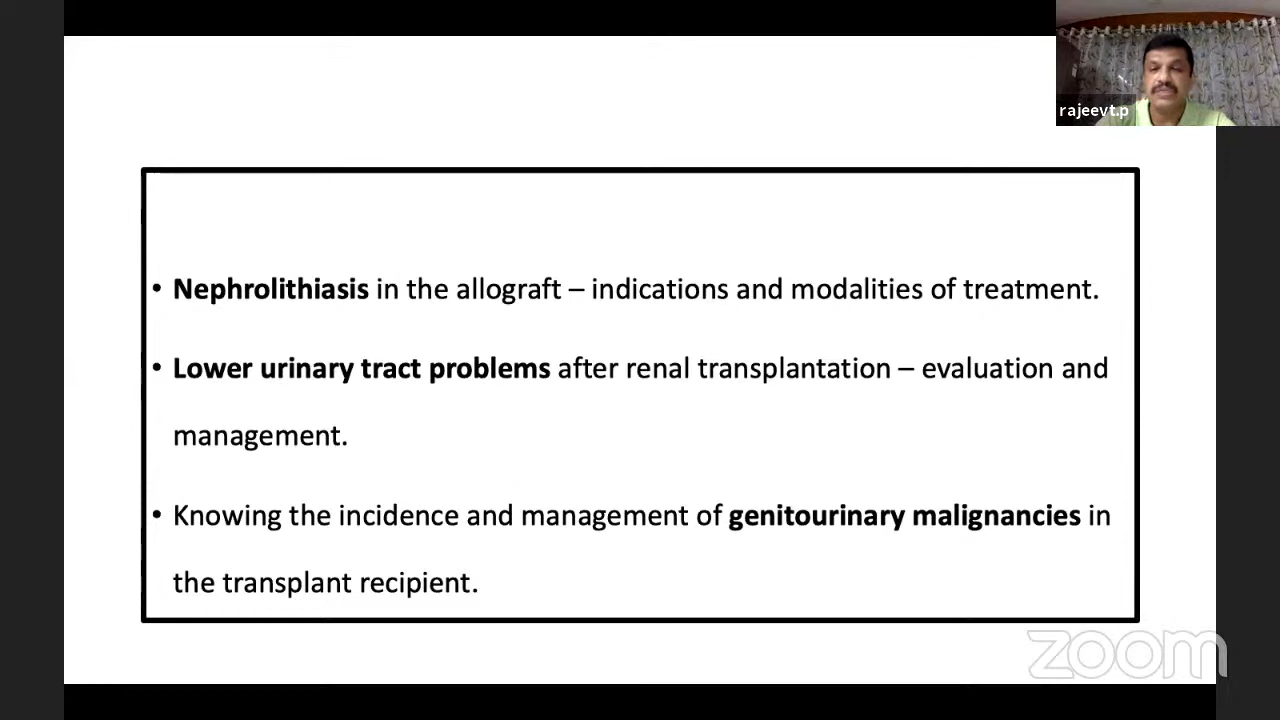 rajeevt.p
• Nephrolithiasis in the allograft – indications and modalities of treatment.
• Lower urinary tract problems after renal transplantation – evaluation and
management.
• Knowing the incidence and management of genitourinary malignancies in
the transplant recipient.
zoom